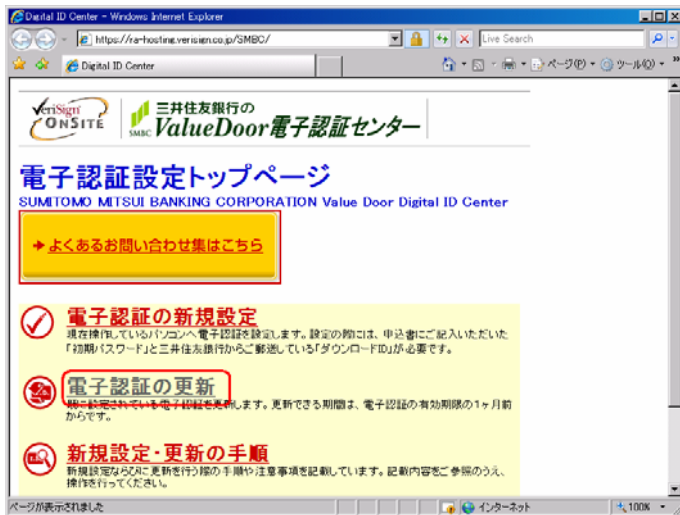 Digital ID Center - Windows Internet Explorer
https://ra-hosting.verisign.co.jp/SMBC/
Live Search
Digital ID Center
ページ(P)
ツール(O)
VeriSign
ONSITE
三井住友銀行の
SMBC ValueDoor電子認証センター
電子認証設定トップページ
SUMITOMO MITSUI BANKING CORPORATION Value Door Digital ID Center
よくあるお問い合わせ集はこちら
電子認証の新規設定
現在操作しているパソコンへ電子認証を設定します。設定の際には、申込書にご記入いただいた
「初期パスワード」と三井住友銀行からご郵送している「ダウンロードID」が必要です。
電子認証の更新
既に設定されている電子認証を更新します。更新できる期間は、電子認証の有効期限の1ヶ月前
からです。
新規設定・更新の手順
新規設定ならびに更新を行う際の手順や注意事項を記載しています。記載内容をご参照のうえ、
操作を行ってください。
ページが表示されました
インターネット
100%